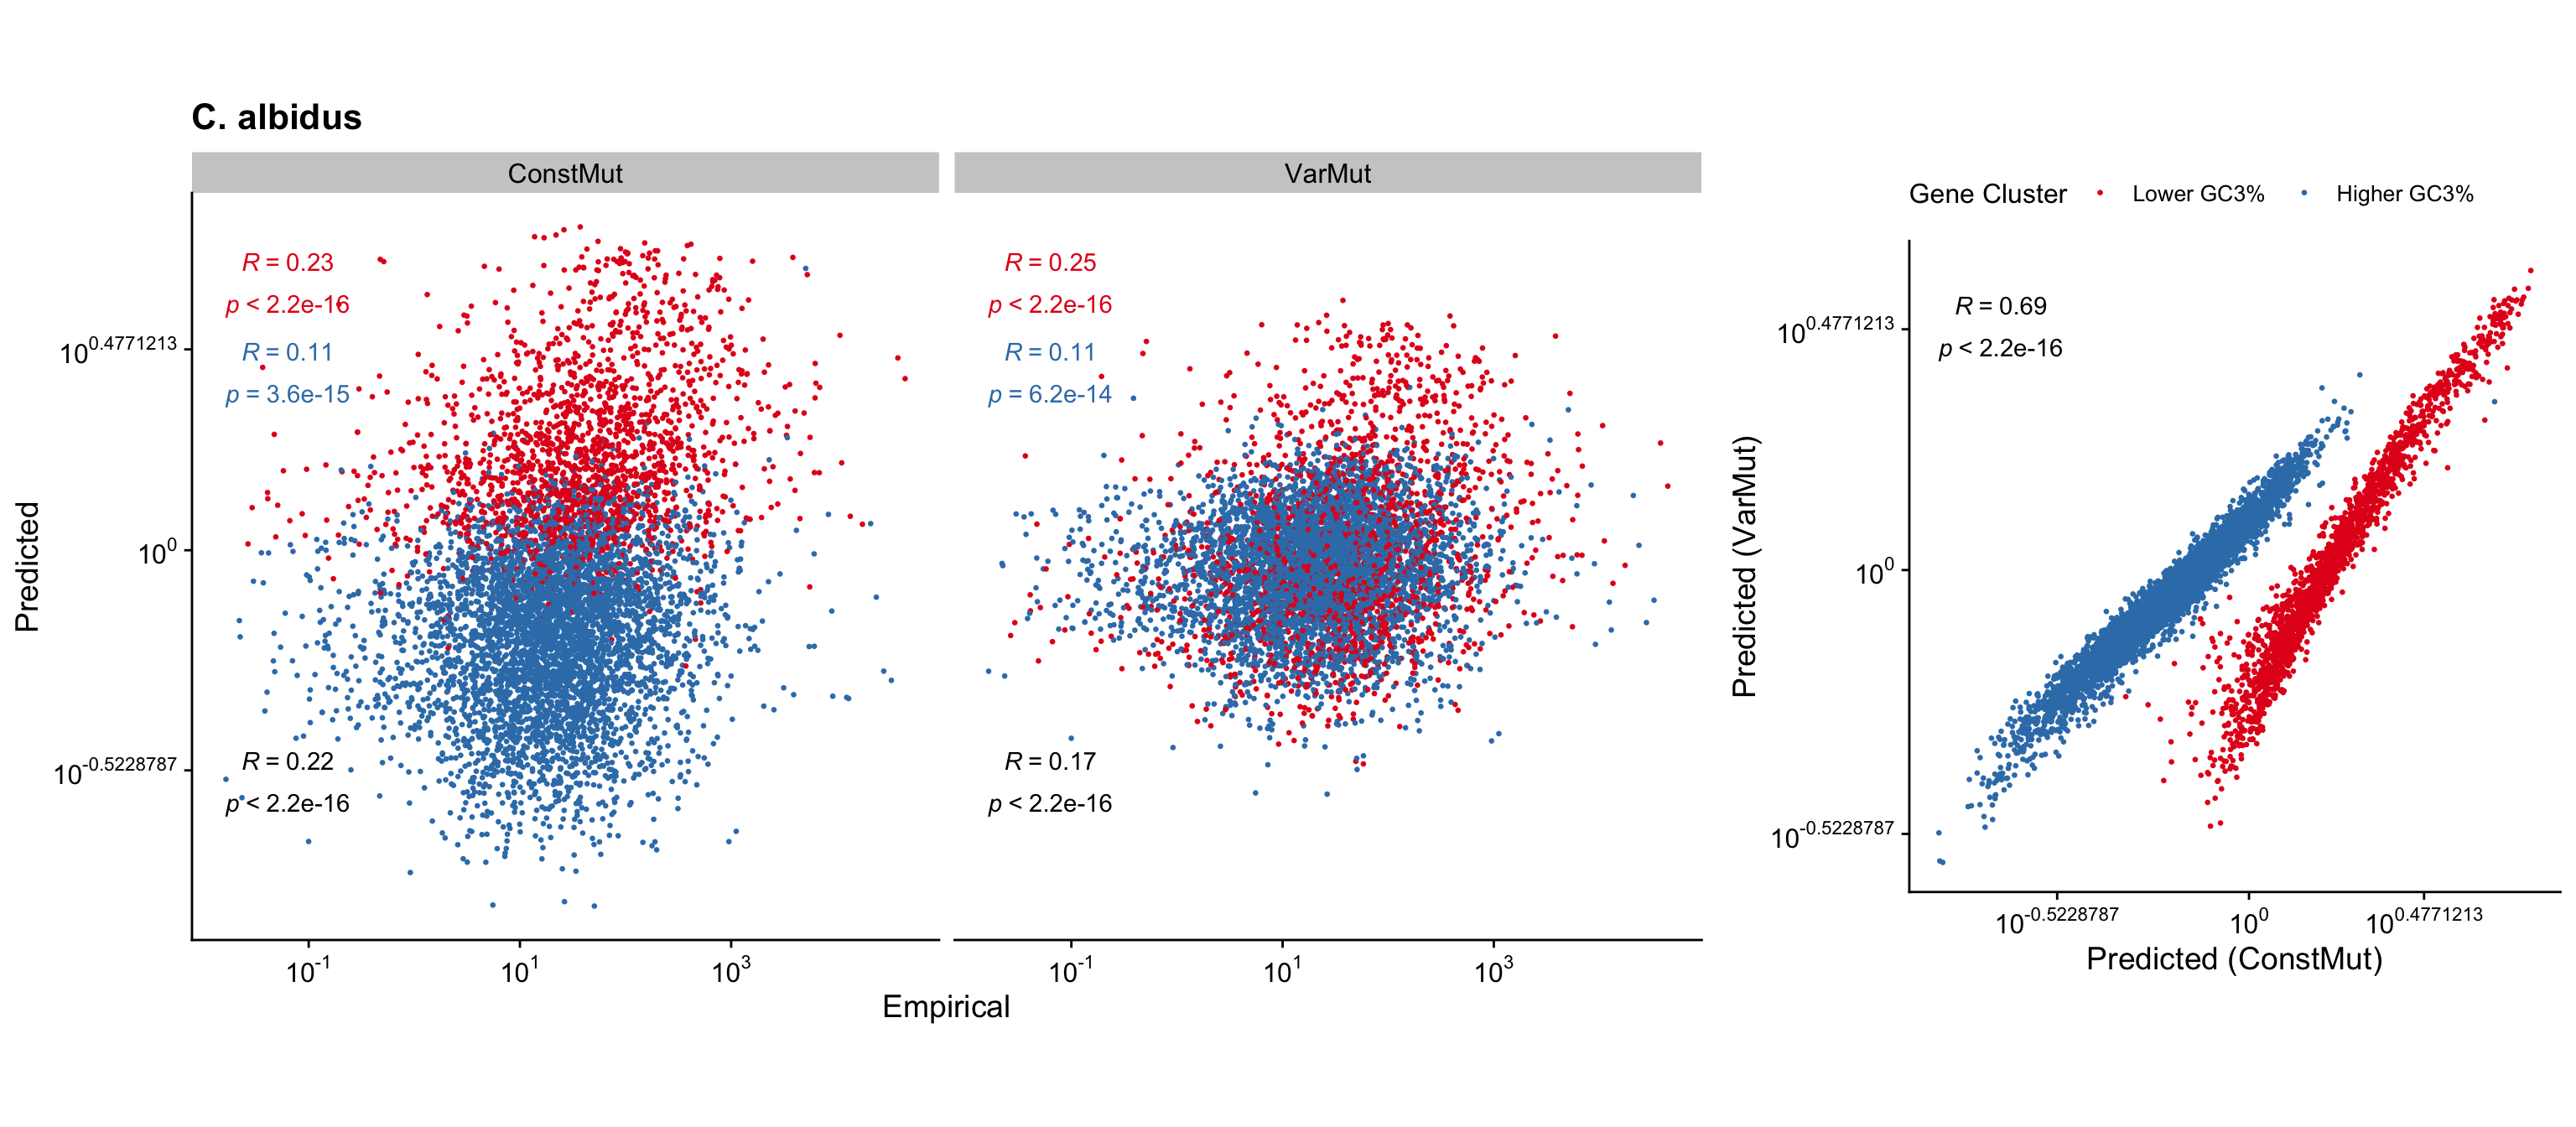 C. albidus
ConstMut
VarMut
R = 0.23
p < 2.2e-16
R = 0.11
p = 3.6e-15
R = 0.22
p < 2.2e-16
R = 0.25
p < 2.2e-16
R = 0.11
p = 6.2e-14
R = 0.17
p < 2.2e-16
Predicted
10^0.4771213
10^0
10^-0.5228787
10^-1
10^1
10^3
10^-1
10^1
10^3
Empirical
Gene Cluster Lower GC3% Higher GC3%
R = 0.69
p < 2.2e-16
Predicted (VarMut)
10^0.4771213
10^0
10^-0.5228787
10^-0.5228787
10^0
10^0.4771213
Predicted (ConstMut)